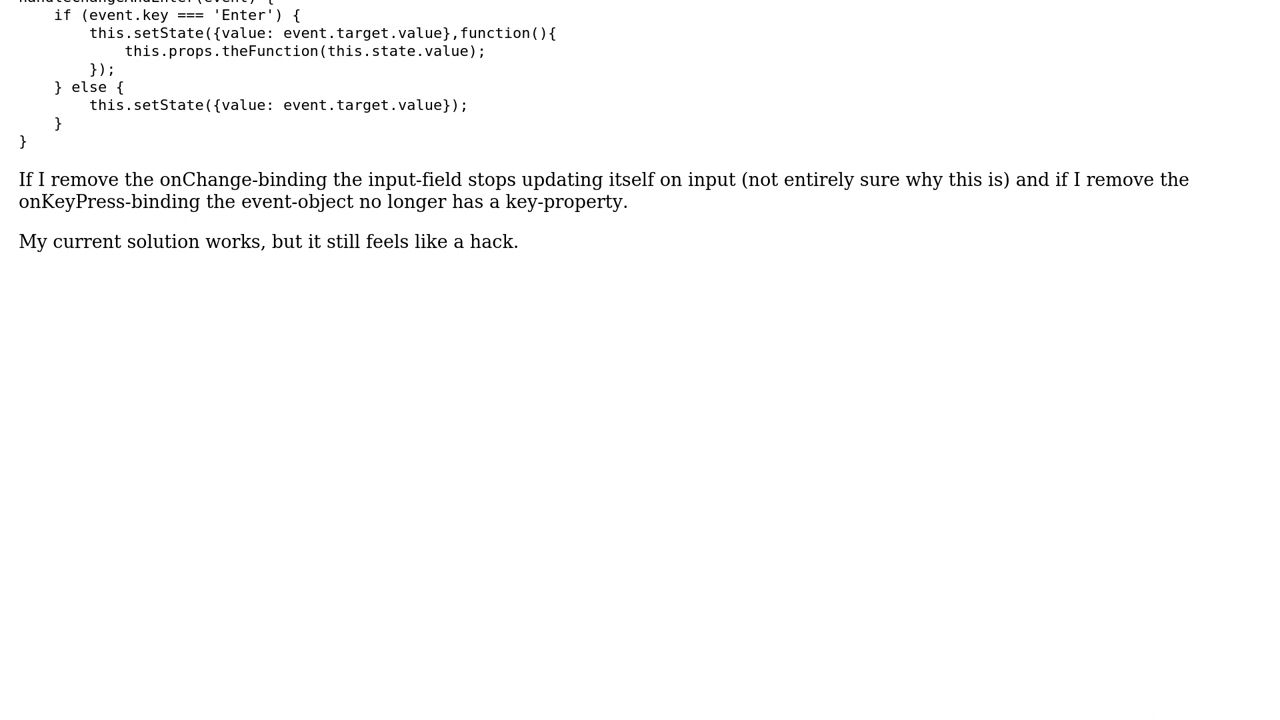 handleChangeAndEnter(event) {
    if (event.key === 'Enter') {
        this.setState({value: event.target.value},function(){
            this.props.theFunction(this.state.value);
        });
    } else {
        this.setState({value: event.target.value});
    }
}
If I remove the onChange-binding the input-field stops updating itself on input (not entirely sure why this is) and if I remove the
onKeyPress-binding the event-object no longer has a key-property.
My current solution works, but it still feels like a hack.